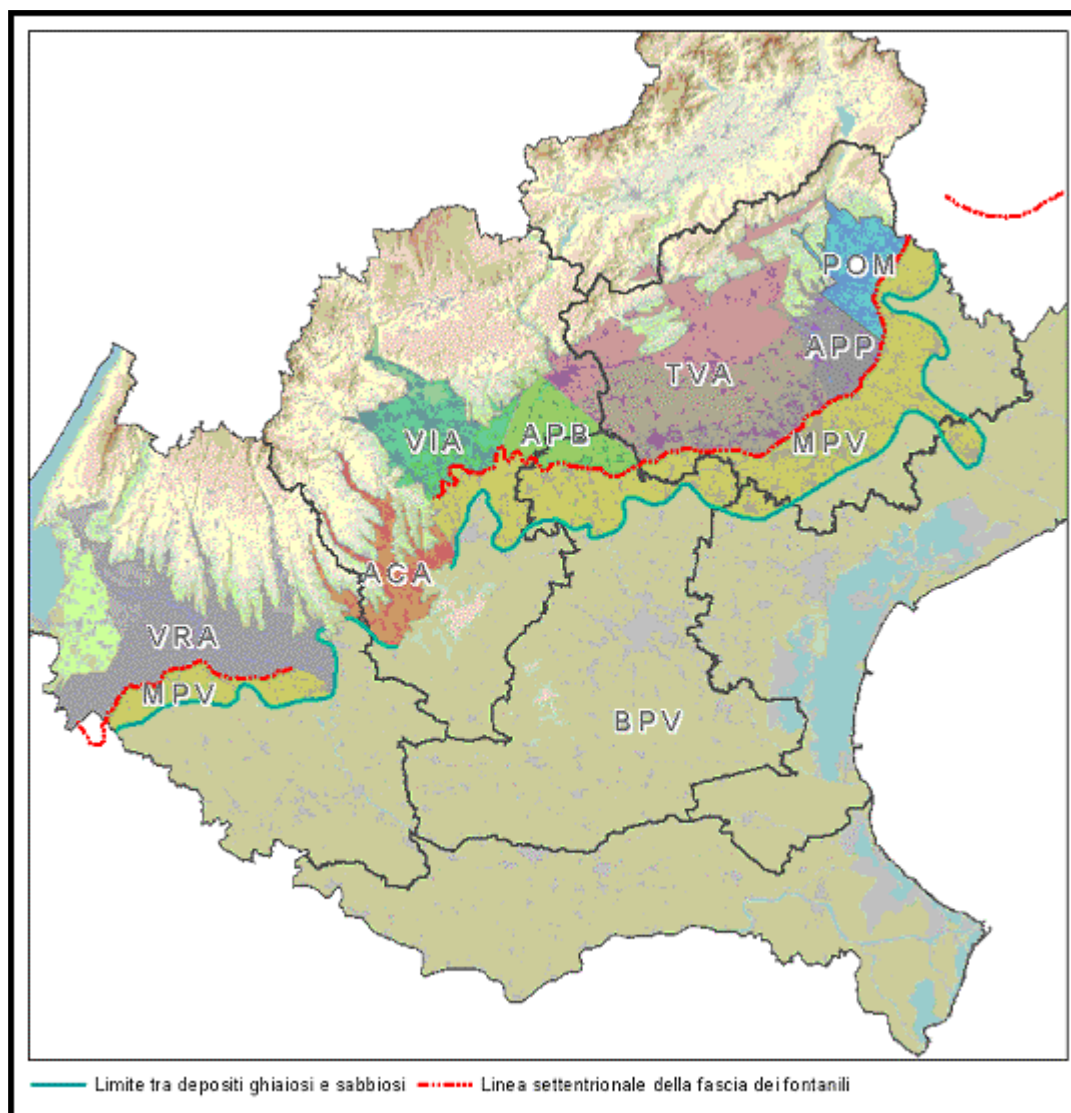 POM
APP
TVA
MPV
VIA
APB
ACA
VRA
MPV
BPV
Limite tra depositi ghiaiosi e sabbiosi Linea settentrionale della fascia dei fontanili